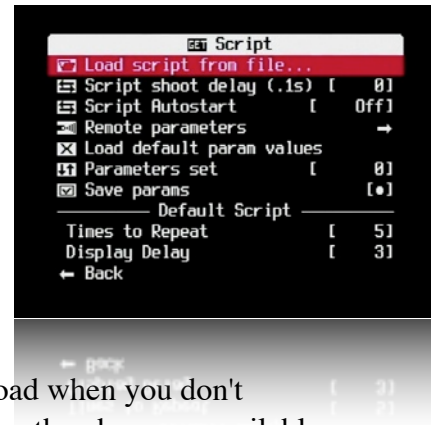 Script
Load script from file...
Script shoot delay (.1s) [ 0]
Script Autostart [ Off]
Remote parameters →
Load default param values
Parameters set [ 0]
Save params [•]
Default Script
Times to Repeat [ 5]
Display Delay [ 3]
← Back
oad when you don't